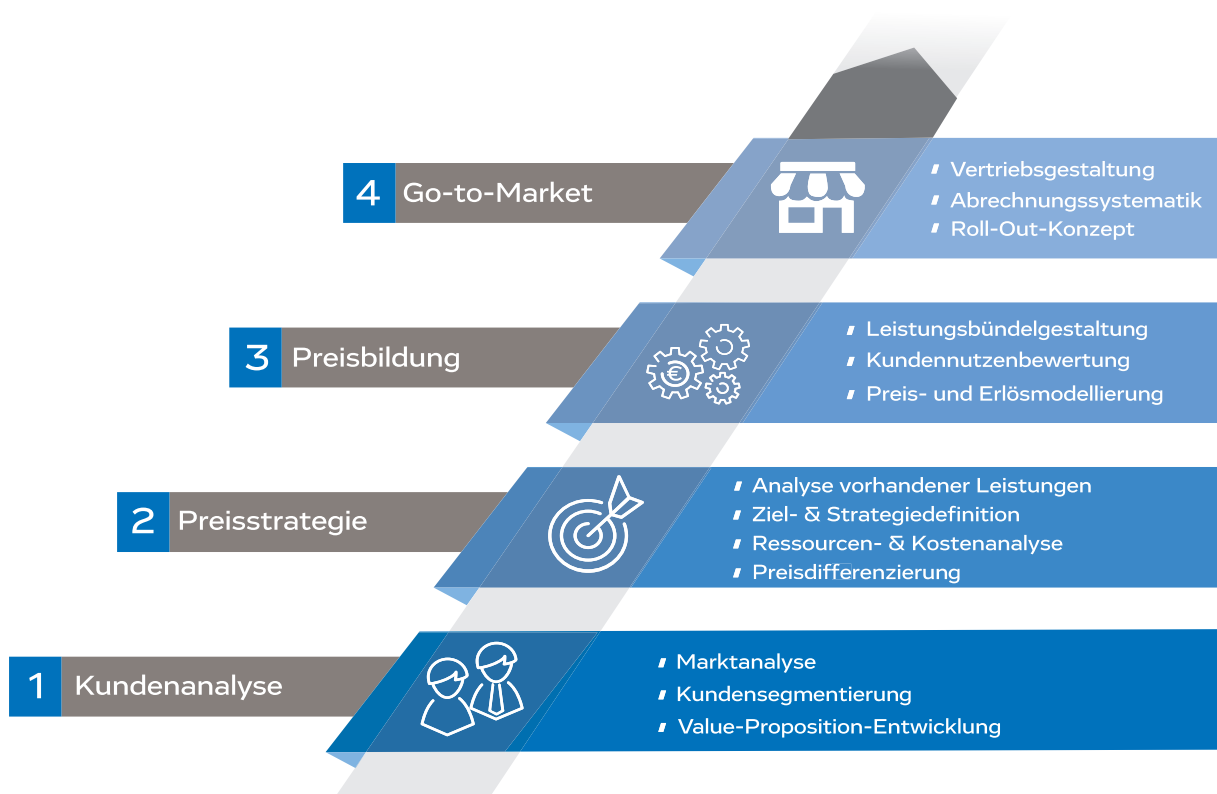 4 Go-to-Market
Vertriebsgestaltung
Abrechnungssystematik
Roll-Out-Konzept
3 Preisbildung
€
Leistungsbündelgestaltung
Kundennutzenbewertung
Preis- und Erlösmodellierung
2 Preisstrategie
Analyse vorhandener Leistungen
Ziel- & Strategiedefinition
Ressourcen- & Kostenanalyse
Preisdifferenzierung
1 Kundenanalyse
Marktanalyse
Kundensegmentierung
Value-Proposition-Entwicklung